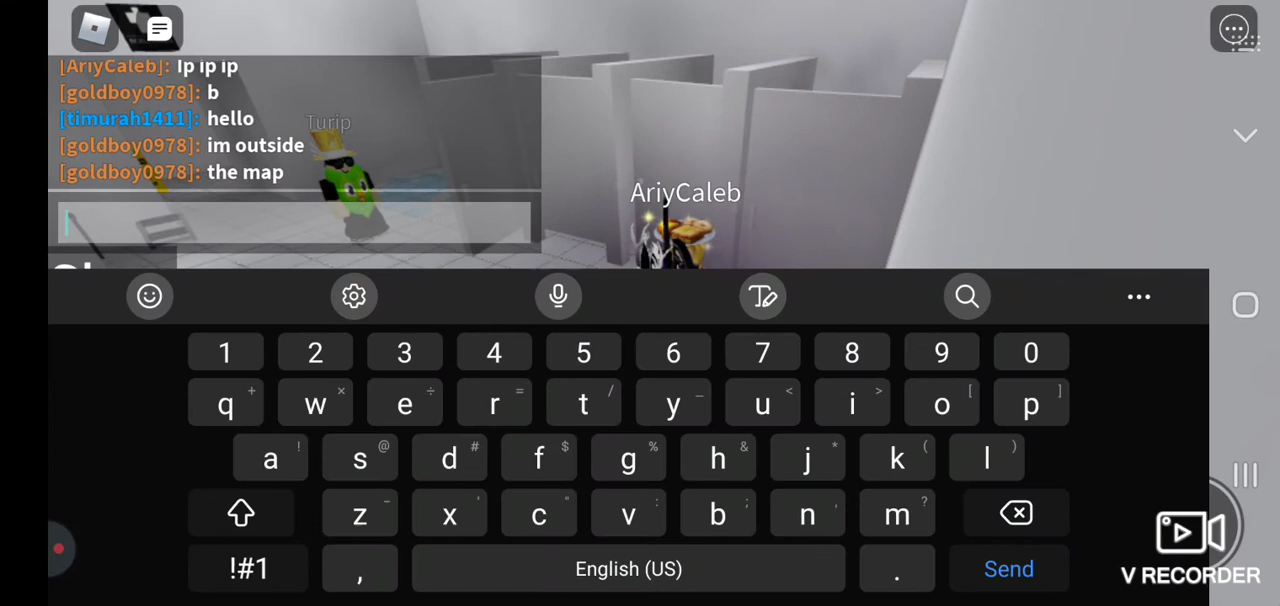 [AriyCaleb]: Ip ip ip
[goldboy0978]: b
[timurah1411]: hello
Turip
[goldboy0978]: im outside
[goldboy0978]: the map
AriyCaleb
1 2 3 4 5 6 7 8 9 0
q + w × e ÷ r = t / y _ u < i > o [ p ]
a ! s @ d # f $ g % h & j * k ( l )
z - x ' c " v : b ; n , m ?
!#1 , English (US) . Send
V RECORDER